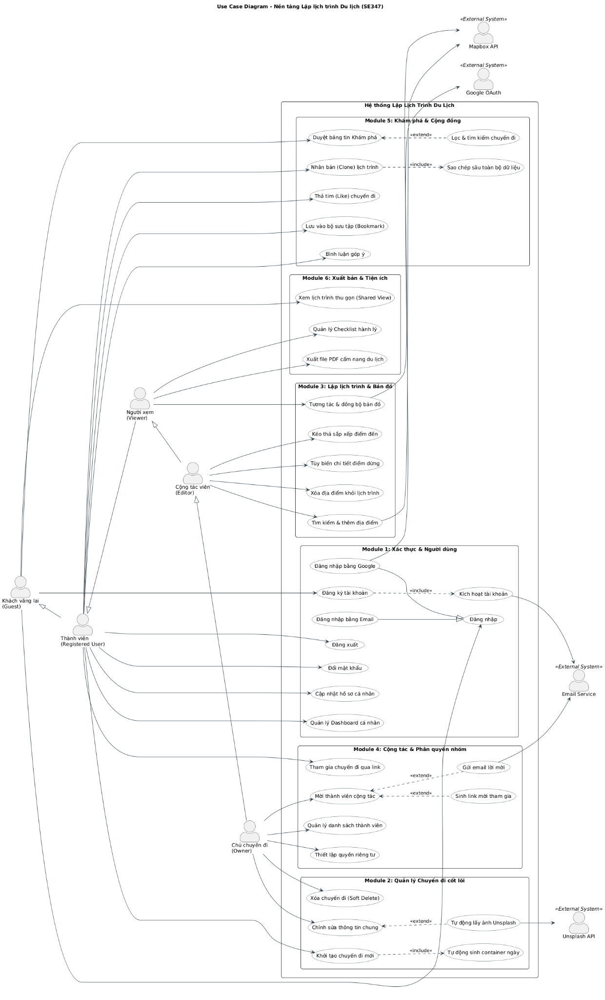 Use Case Diagram - Nền tảng Lập lịch trình Du lịch (SE347)
«External System»
Mapbox API
«External System»
Google OAuth
Hệ thống Lập Lịch Trình Du Lịch
Module 5: Khám phá & Cộng đồng
Duyệt bảng tin Khám phá
«extend»
Lọc & tìm kiếm chuyến đi
Nhân bản (Clone) lịch trình
«include»
Sao chép sâu toàn bộ dữ liệu
Thả tim (Like) chuyến đi
Lưu vào bộ sưu tập (Bookmark)
Bình luận góp ý
Module 6: Xuất bản & Tiện ích
Xem lịch trình thu gọn (Shared View)
Quản lý Checklist hành lý
Xuất file PDF cẩm nang du lịch
Module 3: Lập lịch trình & Bản đồ
Tương tác & đồng bộ bản đồ
Người xem
(Viewer)
Kéo thả sắp xếp điểm đến
Tùy biến chi tiết điểm dừng
Cộng tác viên
(Editor)
Xóa địa điểm khỏi lịch trình
Tìm kiếm & thêm địa điểm
Module 1: Xác thực & Người dùng
Đăng nhập bằng Google
Khách vãng lai
(Guest)
Đăng ký tài khoản
«include»
Kích hoạt tài khoản
Đăng nhập bằng Email
Đăng nhập
Thành viên
(Registered User)
Đăng xuất
Đổi mật khẩu
«External System»
Email Service
Cập nhật hồ sơ cá nhân
Quản lý Dashboard cá nhân
Module 4: Cộng tác & Phân quyền nhóm
Tham gia chuyến đi qua link
Gửi email lời mời
«extend»
Mời thành viên cộng tác
«extend»
Sinh link mời tham gia
Quản lý danh sách thành viên
Chủ chuyến đi
(Owner)
Thiết lập quyền riêng tư
Module 2: Quản lý Chuyến đi cốt lõi
Xóa chuyến đi (Soft Delete)
Chỉnh sửa thông tin chung
«extend»
Tự động lấy ảnh Unsplash
«External System»
Unsplash API
Khởi tạo chuyến đi mới
«include»
Tự động sinh container ngày